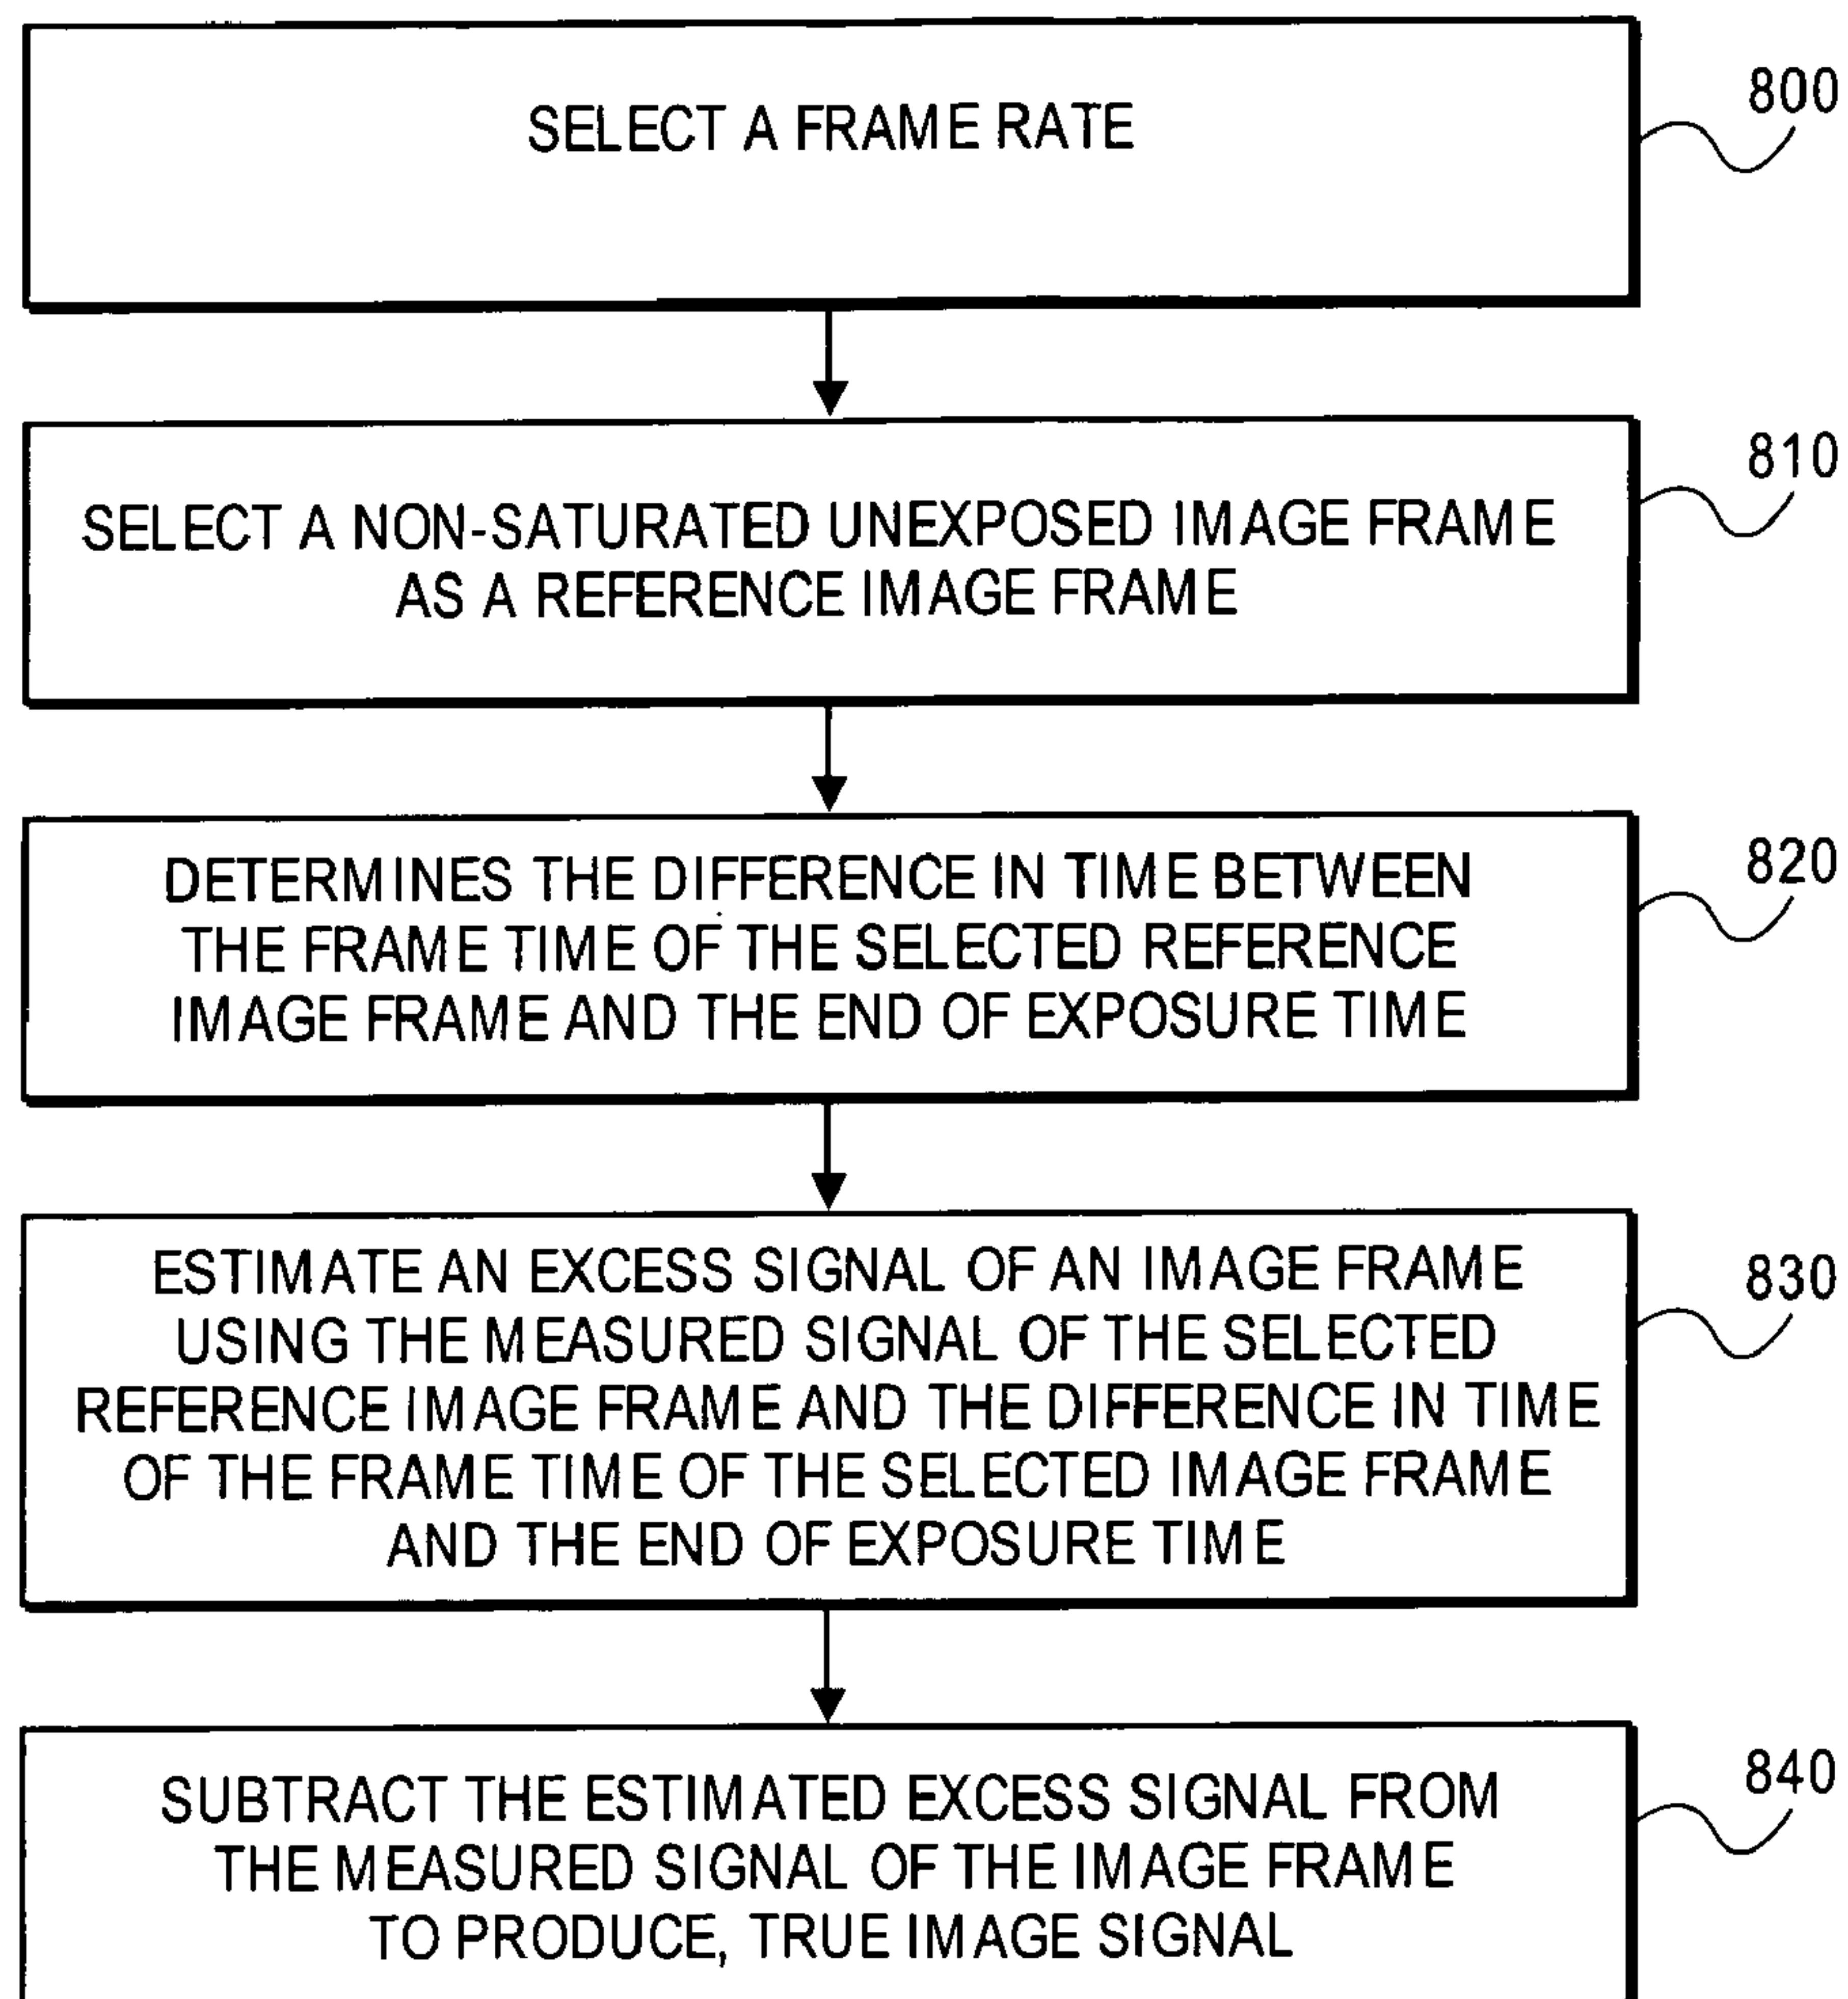 SELECT A FRAME RATE
800
SELECT A NON-SATURATED UNEXPOSED IMAGE FRAME
AS A REFERENCE IMAGE FRAME
810
DETERMINES THE DIFFERENCE IN TIME BETWEEN
THE FRAME TIME OF THE SELECTED REFERENCE
IMAGE FRAME AND THE END OF EXPOSURE TIME
820
ESTIMATE AN EXCESS SIGNAL OF AN IMAGE FRAME
USING THE MEASURED SIGNAL OF THE SELECTED
REFERENCE IMAGE FRAME AND THE DIFFERENCE IN TIME
OF THE FRAME TIME OF THE SELECTED IMAGE FRAME
AND THE END OF EXPOSURE TIME
830
SUBTRACT THE ESTIMATED EXCESS SIGNAL FROM
THE MEASURED SIGNAL OF THE IMAGE FRAME
TO PRODUCE, TRUE IMAGE SIGNAL
840